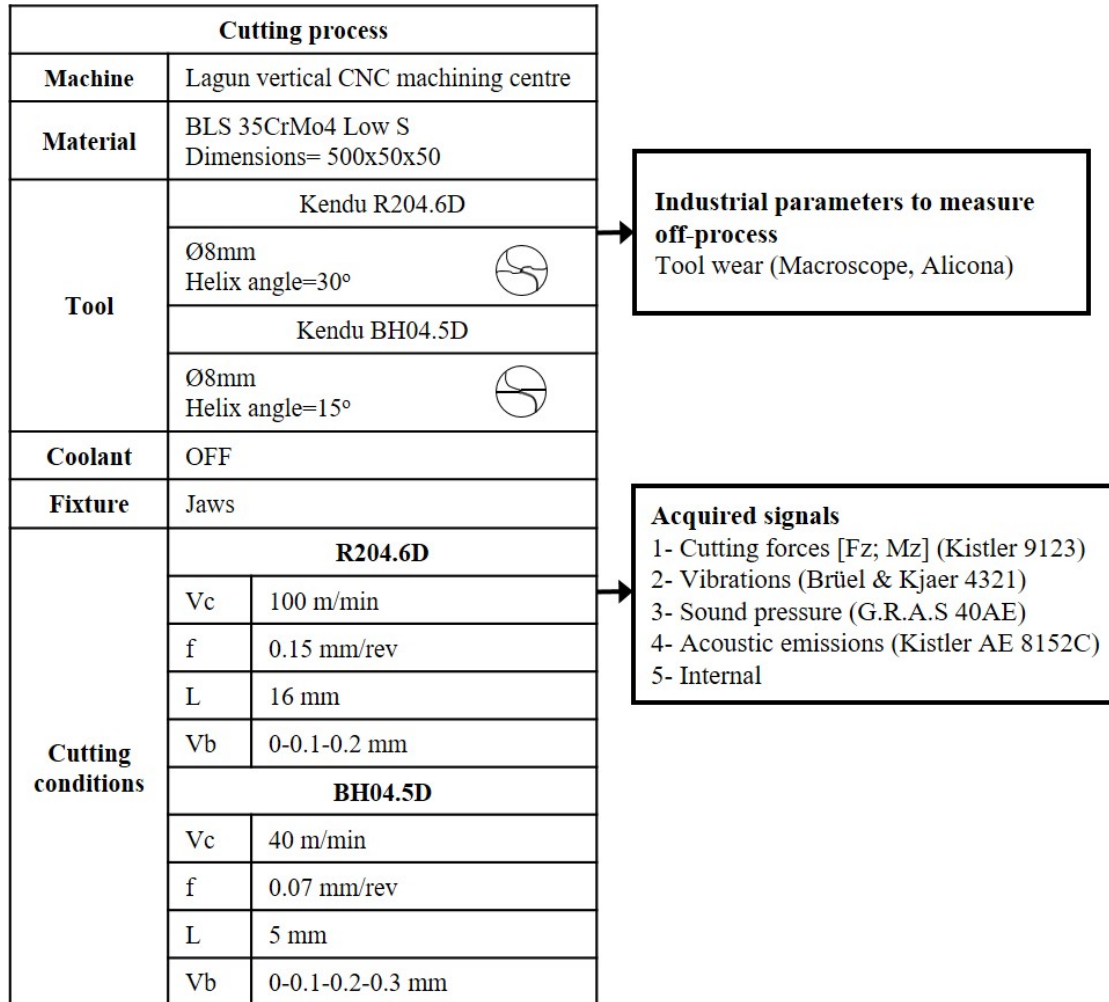 Cutting process
Machine
Lagun vertical CNC machining centre
Material
BLS 35CrMo4 Low S
Dimensions= 500x50x50
Tool
Kendu R204.6D
Ø8mm
Helix angle=30º
Kendu BH04.5D
Ø8mm
Helix angle=15º
Coolant
OFF
Fixture
Jaws
Cutting
conditions
R204.6D
Vc
100 m/min
f
0.15 mm/rev
L
16 mm
Vb
0-0.1-0.2 mm
BH04.5D
Vc
40 m/min
f
0.07 mm/rev
L
5 mm
Vb
0-0.1-0.2-0.3 mm
Industrial parameters to measure
off-process
Tool wear (Macroscope, Alicona)
Acquired signals
1- Cutting forces [Fz; Mz] (Kistler 9123)
2- Vibrations (Brüel & Kjaer 4321)
3- Sound pressure (G.R.A.S 40AE)
4- Acoustic emissions (Kistler AE 8152C)
5- Internal